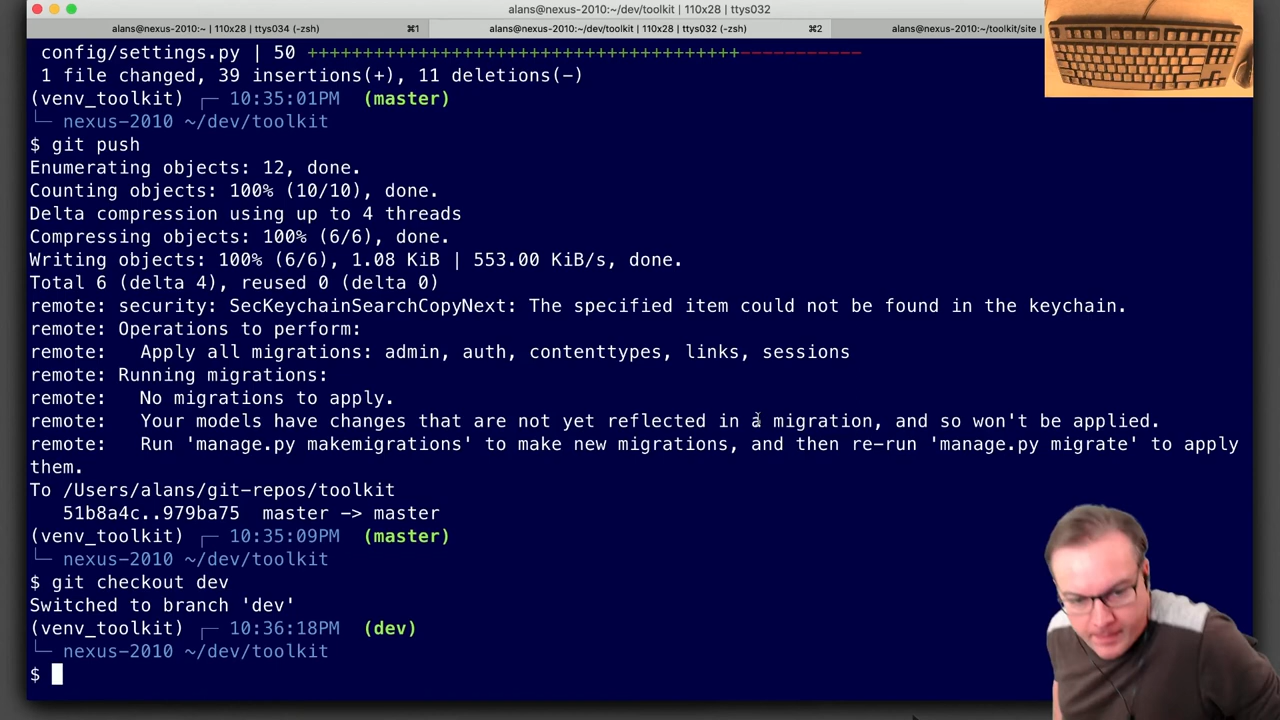 alans@nexus-2010:~/dev/toolkit | 110x28 | ttys032
alans@nexus-2010:~ | 110x28 | ttys034 (-zsh) ⌘1 alans@nexus-2010:~/dev/toolkit | 110x28 | ttys032 (-zsh) ⌘2 alans@nexus-2010:~/toolkit/site |
config/settings.py | 50 +++++++++++++++++++++++++++++++++++++++-----------
1 file changed, 39 insertions(+), 11 deletions(-)
(venv_toolkit) ┌─ 10:35:01PM (master)
└─ nexus-2010 ~/dev/toolkit
$ git push
Enumerating objects: 12, done.
Counting objects: 100% (10/10), done.
Delta compression using up to 4 threads
Compressing objects: 100% (6/6), done.
Writing objects: 100% (6/6), 1.08 KiB | 553.00 KiB/s, done.
Total 6 (delta 4), reused 0 (delta 0)
remote: security: SecKeychainSearchCopyNext: The specified item could not be found in the keychain.
remote: Operations to perform:
remote:   Apply all migrations: admin, auth, contenttypes, links, sessions
remote: Running migrations:
remote:   No migrations to apply.
remote:   Your models have changes that are not yet reflected in a migration, and so won't be applied.
remote:   Run 'manage.py makemigrations' to make new migrations, and then re-run 'manage.py migrate' to apply
them.
To /Users/alans/git-repos/toolkit
   51b8a4c..979ba75  master -> master
(venv_toolkit) ┌─ 10:35:09PM (master)
└─ nexus-2010 ~/dev/toolkit
$ git checkout dev
Switched to branch 'dev'
(venv_toolkit) ┌─ 10:36:18PM (dev)
└─ nexus-2010 ~/dev/toolkit
$